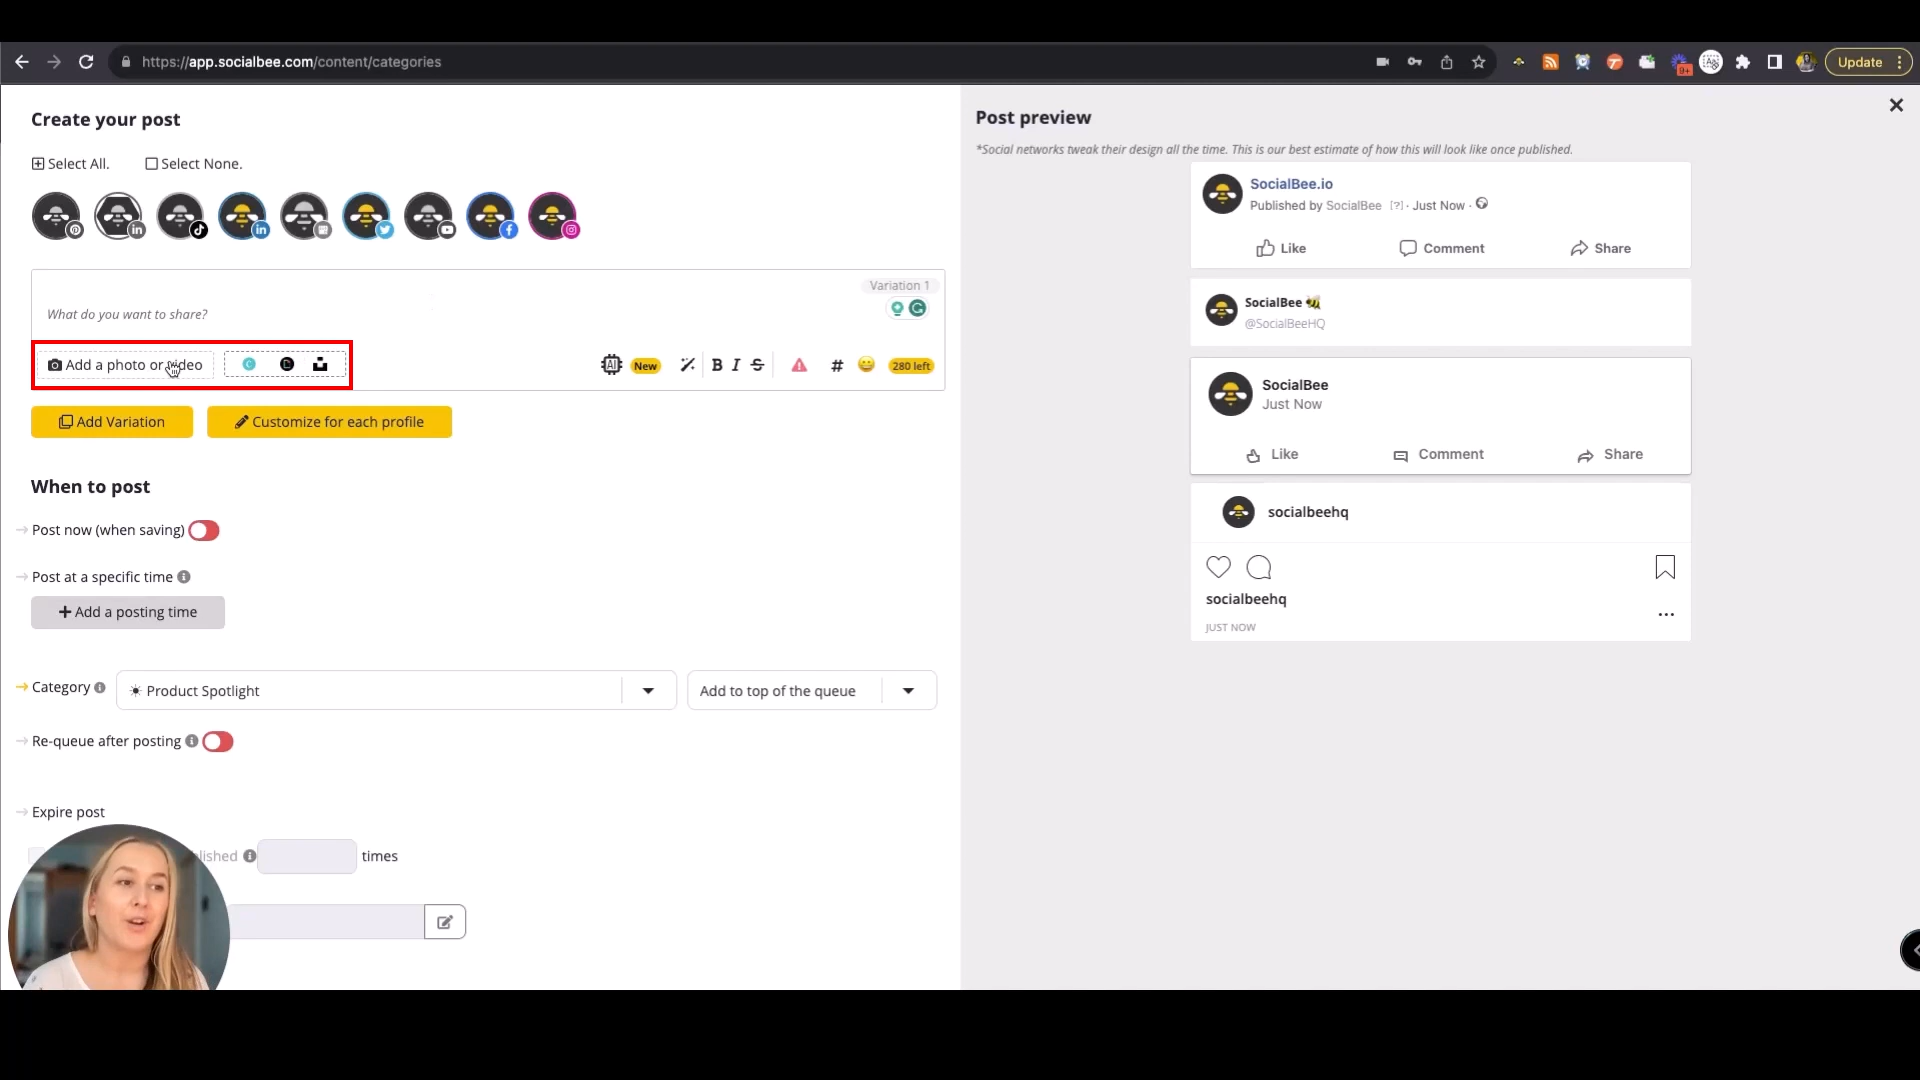 https://app.socialbee.com/content/categories
9+
Update
Create your post
Select All.
Select None.
Variation 1
What do you want to share?
Add a photo or video
AI
New
B I S
#
280 left
Add Variation
Customize for each profile
When to post
Post now (when saving)
Post at a specific time
+ Add a posting time
Category
Product Spotlight
Add to top of the queue
Re-queue after posting
Expire post
lished
times
Post preview
*Social networks tweak their design all the time. This is our best estimate of how this will look like once published.
SocialBee.io
Published by SocialBee [?] · Just Now ·
Like
Comment
Share
SocialBee
@SocialBeeHQ
SocialBee
Just Now
Like
Comment
Share
socialbeehq
socialbeehq
JUST NOW